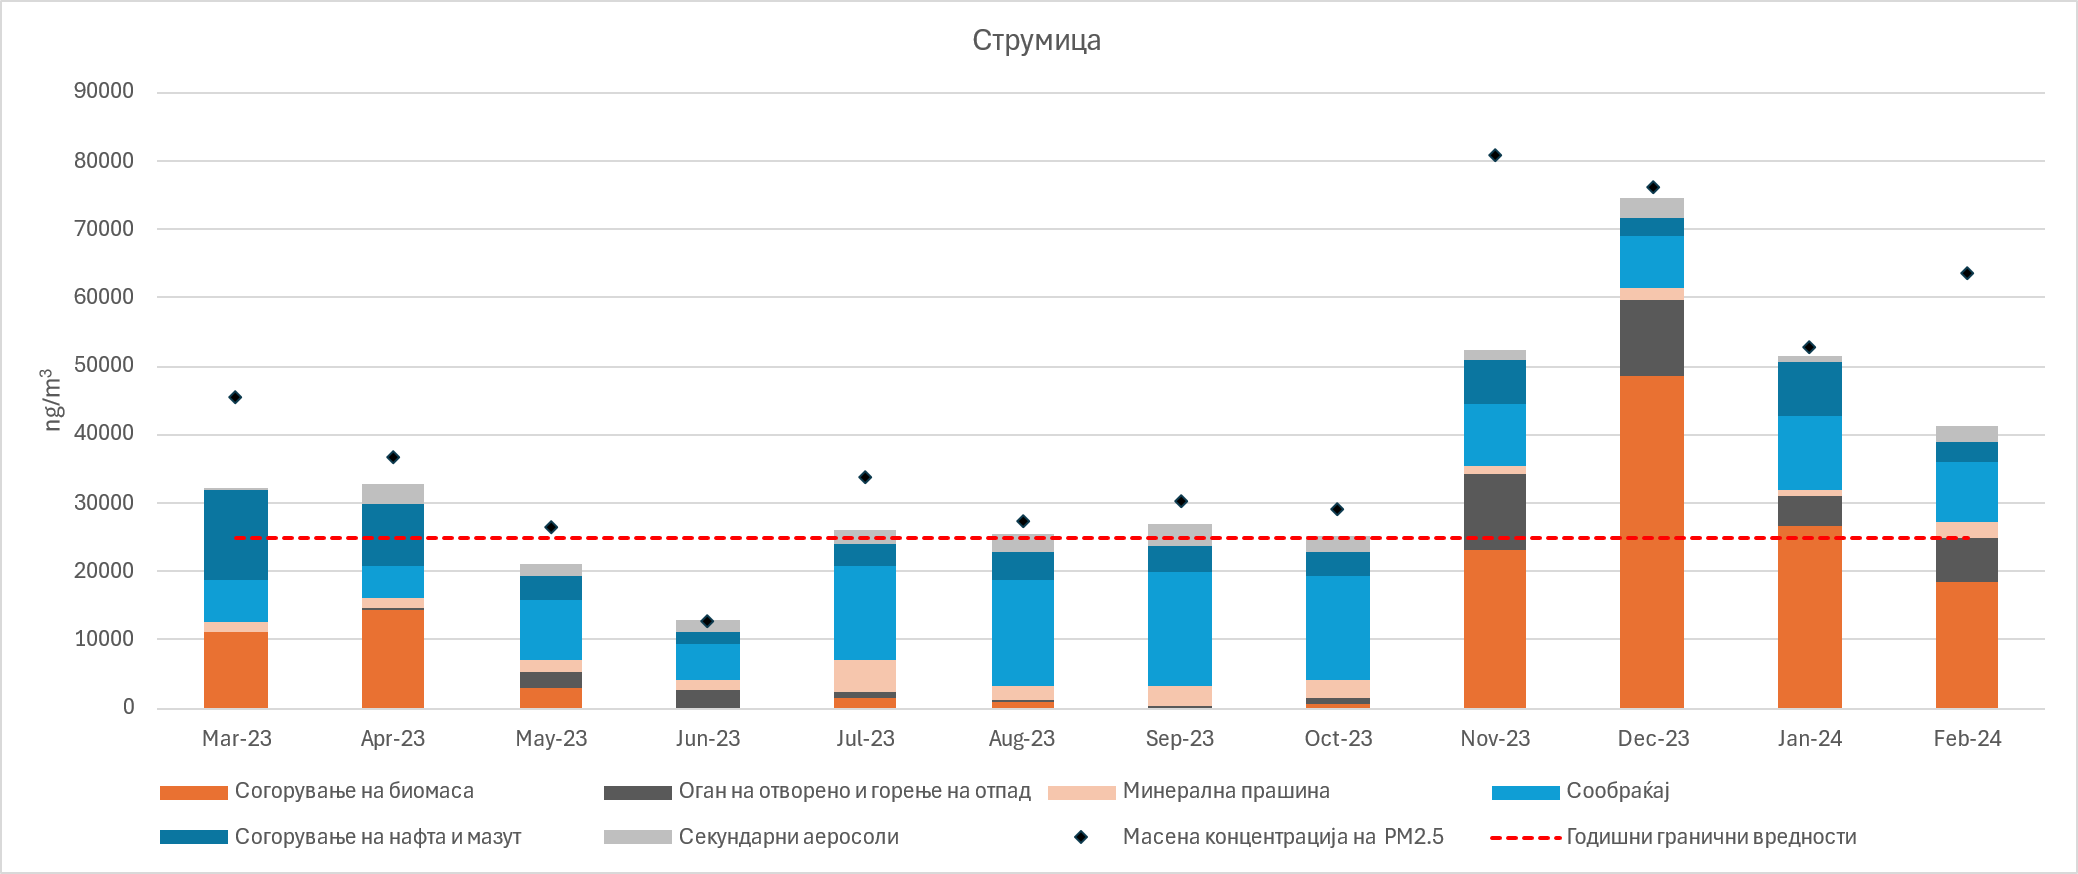 Струмица
90000
80000
70000
60000
50000
40000
30000
20000
10000
0
ng/m³
Mar-23 Apr-23 May-23 Jun-23 Jul-23 Aug-23 Sep-23 Oct-23 Nov-23 Dec-23 Jan-24 Feb-24
Согорување на биомаса Оган на отворено и горење на отпад Минерална прашина Сообраќај
Согорување на нафта и мазут Секундарни аеросоли Масена концентрација на PM2.5 Годишни гранични вредности